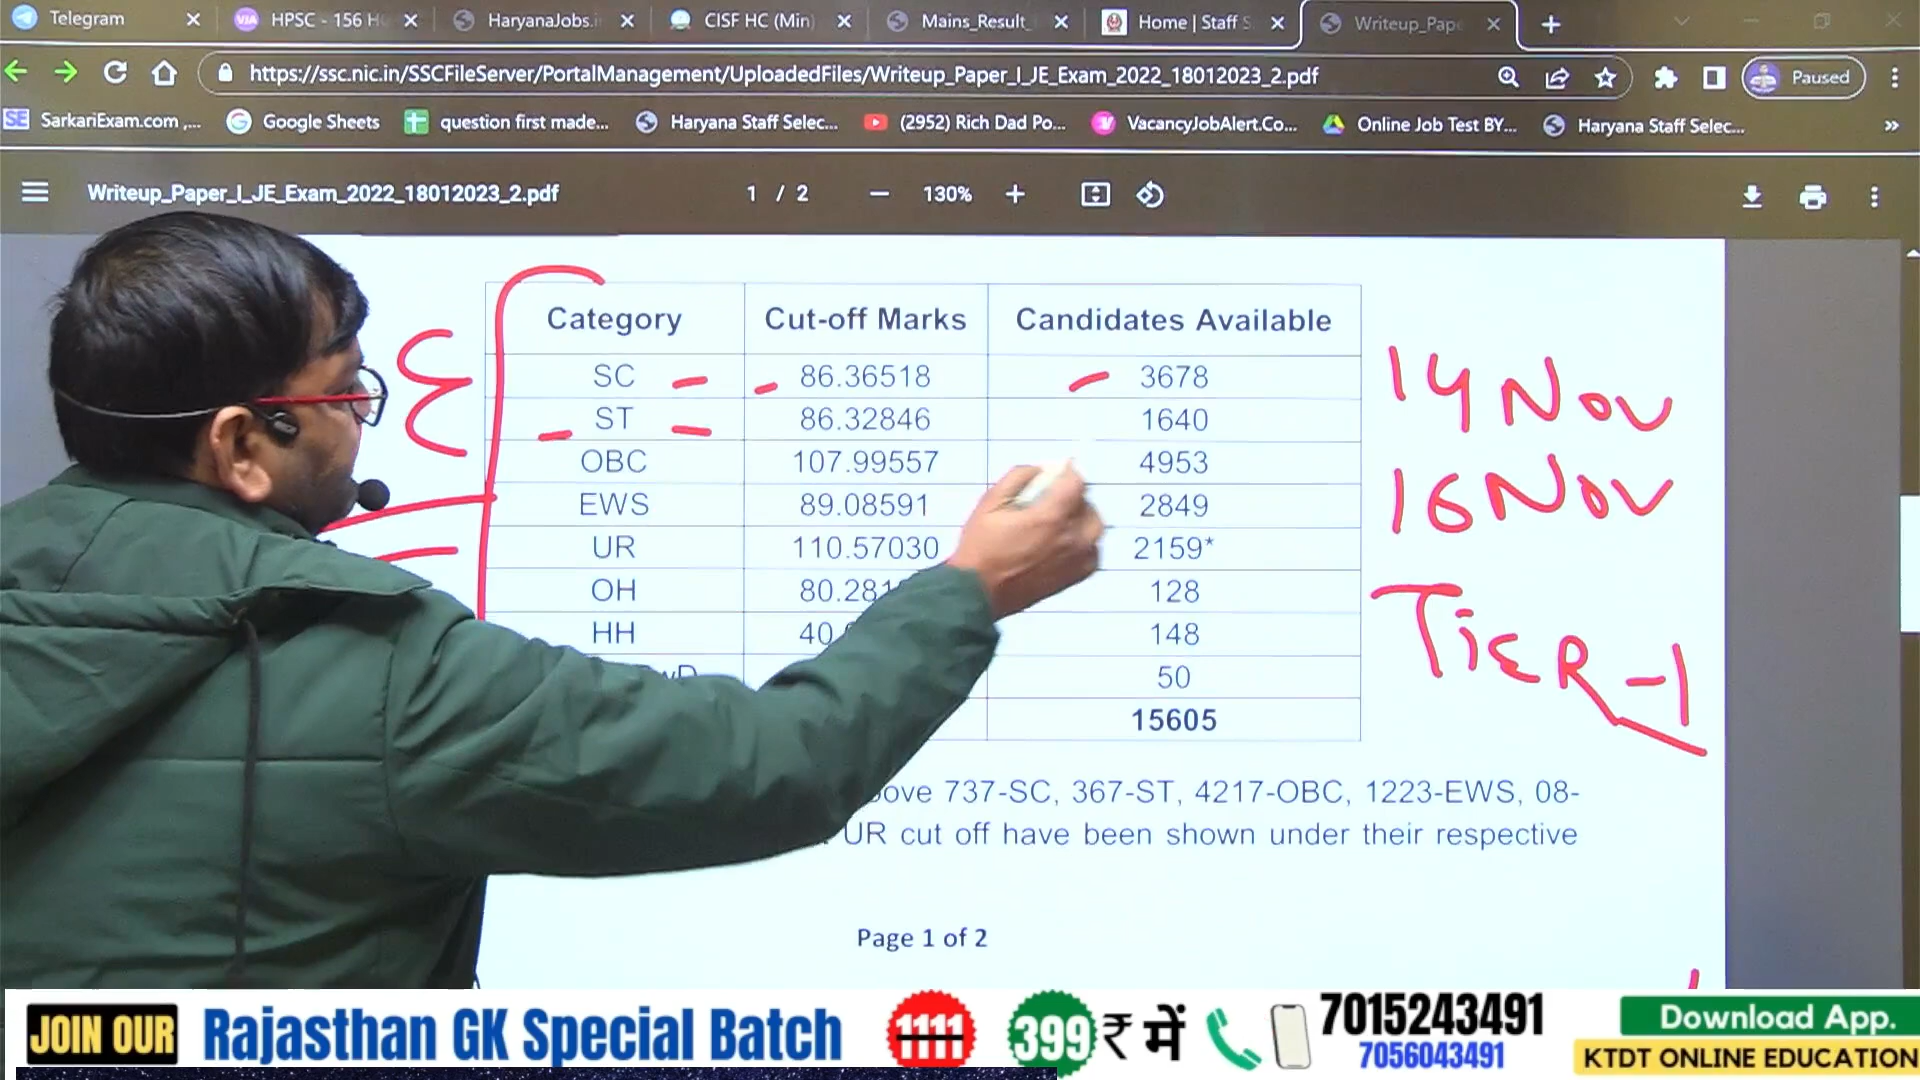 Telegram
HPSC - 156 H
HaryanaJobs.i
CISF HC (Min)
Mains_Result_
Home | Staff S
Writeup_Pape
https://ssc.nic.in/SSCFileServer/PortalManagement/UploadedFiles/Writeup_Paper_I_JE_Exam_2022_18012023_2.pdf
Paused
SarkariExam.com ,...
Google Sheets
question first made...
Haryana Staff Selec...
(2952) Rich Dad Po...
VacancyJobAlert.Co...
Online Job Test BY...
Haryana Staff Selec...
Writeup_Paper_I_JE_Exam_2022_18012023_2.pdf
1 / 2
130%
Category Cut-off Marks Candidates Available
SC 86.36518 3678
ST 86.32846 1640
OBC 107.99557 4953
EWS 89.08591 2849
UR 110.57030 2159*
OH 80.281 128
HH 40. 148
50
15605
14 Nov
16 Nov
TiER-1
ove 737-SC, 367-ST, 4217-OBC, 1223-EWS, 08-
UR cut off have been shown under their respective
Page 1 of 2
JOIN OUR
Rajasthan GK Special Batch
1111
399 ₹ में
7015243491
7056043491
Download App.
KTDT ONLINE EDUCATION